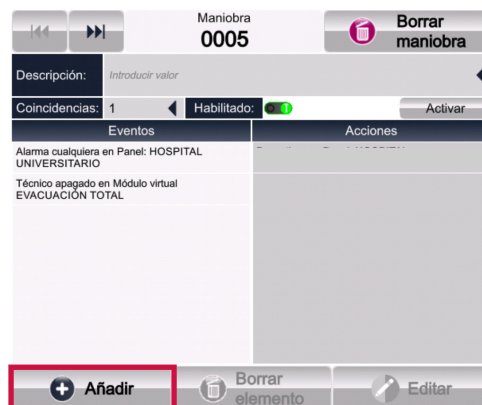 Maniobra
0005
Borrar
maniobra
Descripción:
Introducir valor
Coincidencias: 1
Habilitado:
Activar
Eventos
Acciones
Alarma cualquiera en Panel: HOSPITAL
UNIVERSITARIO
Técnico apagado en Módulo virtual
EVACUACIÓN TOTAL
Añadir
Borrar
elemento
Editar